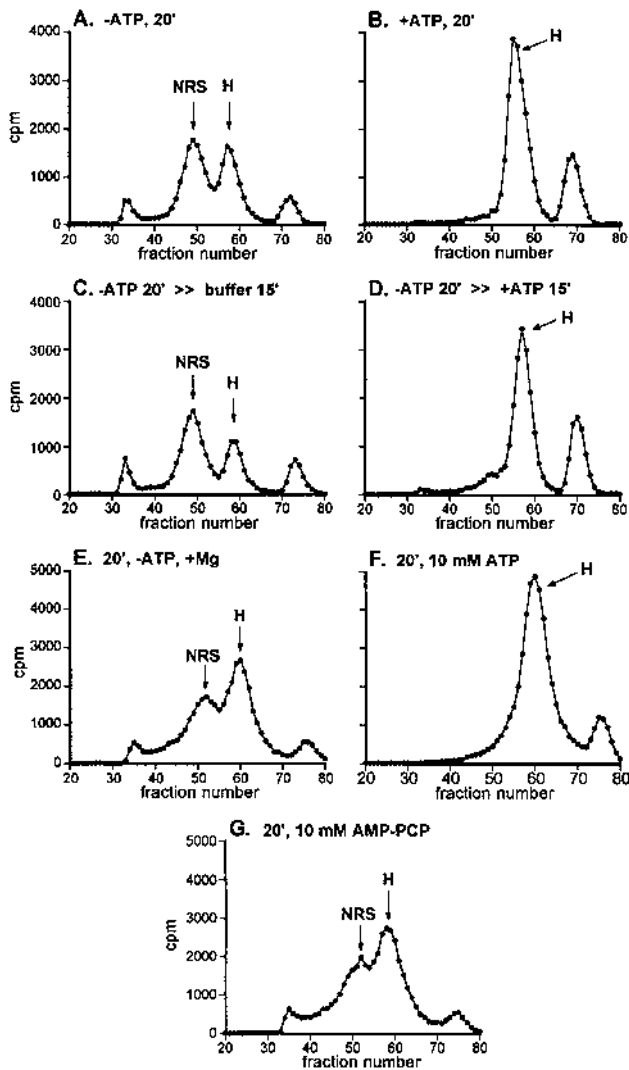 A. -ATP, 20'
4000
3000
2000
1000
0
cpm
NRS
H
20 30 40 50 60 70 80
fraction number
B. +ATP, 20'
4000
3000
2000
1000
0
H
20 30 40 50 60 70 80
fraction number
C. -ATP 20' >> buffer 15'
4000
3000
2000
1000
0
cpm
NRS
H
20 30 40 50 60 70 80
fraction number
D. -ATP 20' >> +ATP 15'
4000
3000
2000
1000
0
H
20 30 40 50 60 70 80
fraction number
E. 20', -ATP, +Mg
5000
4000
3000
2000
1000
0
cpm
NRS
H
20 30 40 50 60 70 80
fraction number
F. 20', 10 mM ATP
5000
4000
3000
2000
1000
0
H
20 30 40 50 60 70 80
fraction number
G. 20', 10 mM AMP-PCP
5000
4000
3000
2000
1000
0
cpm
NRS
H
20 30 40 50 60 70 80
fraction number